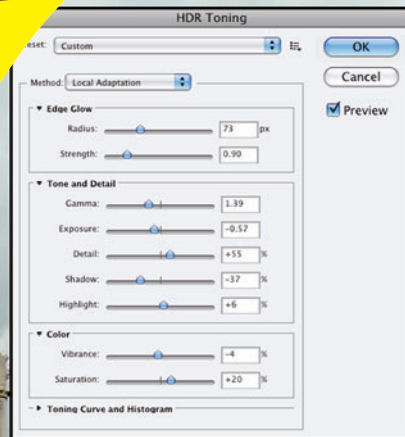 HDR Toning
eset: Custom
OK
Cancel
Preview
Method: Local Adaptation
Edge Glow
Radius: 73 px
Strength: 0.90
Tone and Detail
Gamma: 1.39
Exposure: -0.57
Detail: +55 %
Shadow: -37 %
Highlight: +6 %
Color
Vibrance: -4 %
Saturation: +20 %
Toning Curve and Histogram